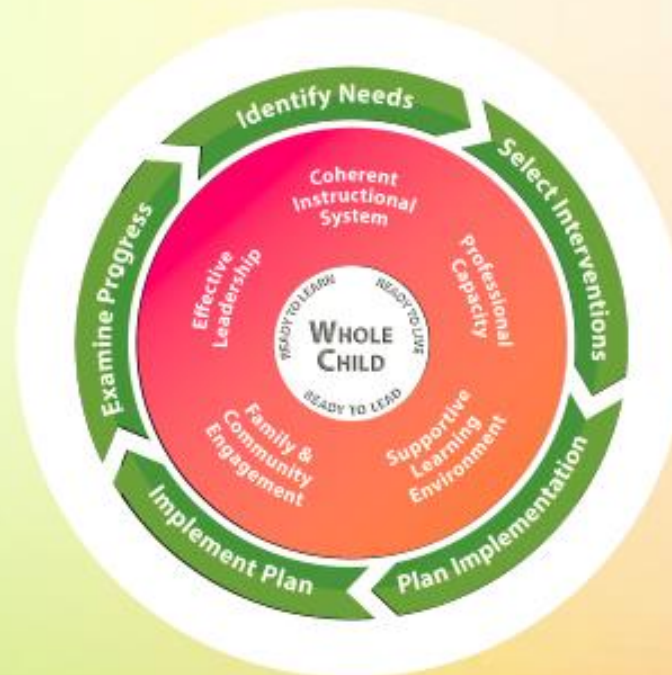 Identify Needs
Select Interventions
Plan Implementation
Implement Plan
Examine Progress
Coherent
Instructional
System
Professional
Capacity
Supportive
Learning
Environment
Family &
Community
Engagement
Effective
Leadership
READY TO LEARN
READY TO LIVE
READY TO LEAD
WHOLE
CHILD